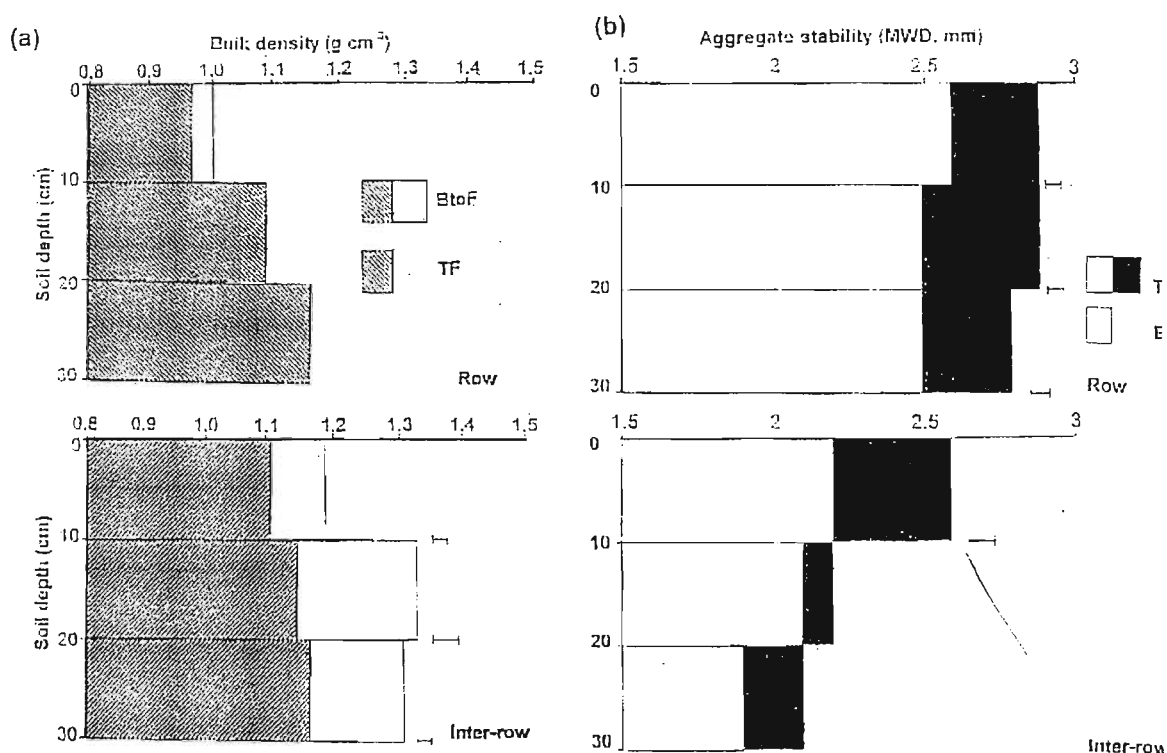 (a)
Bulk density (g cm⁻³)
0.8 0.9 1.0 1.1 1.2 1.3 1.4 1.5
0
10
20
30
Soil depth (cm)
BtoF
TF
Row
0.8 0.9 1.0 1.1 1.2 1.3 1.4 1.5
0
10
20
30
Soil depth (cm)
Inter-row
(b)
Aggregate stability (MWD, mm)
1.5 2 2.5 3
0
10
20
30
T
Row
1.5 2 2.5 3
0
10
20
30
Inter-row